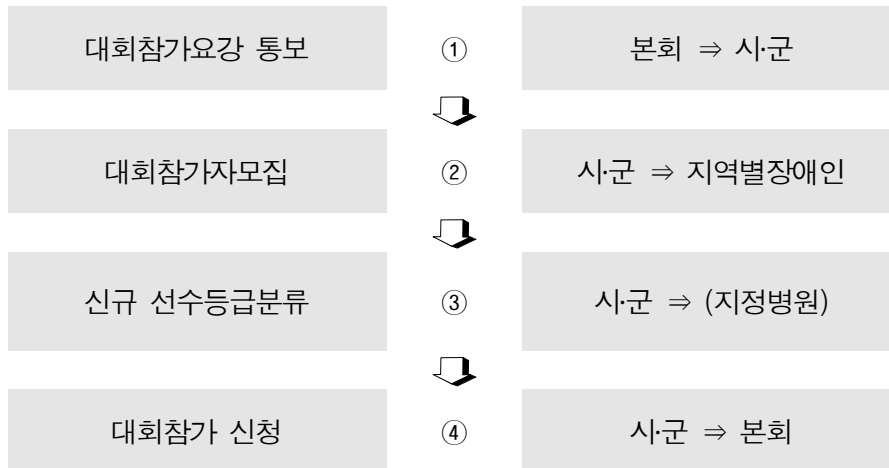 대회참가요강 통보 ① 본회 ⇒ 시·군
대회참가자모집 ② 시·군 ⇒ 지역별장애인
신규 선수등급분류 ③ 시·군 ⇒ (지정병원)
대회참가 신청 ④ 시·군 ⇒ 본회